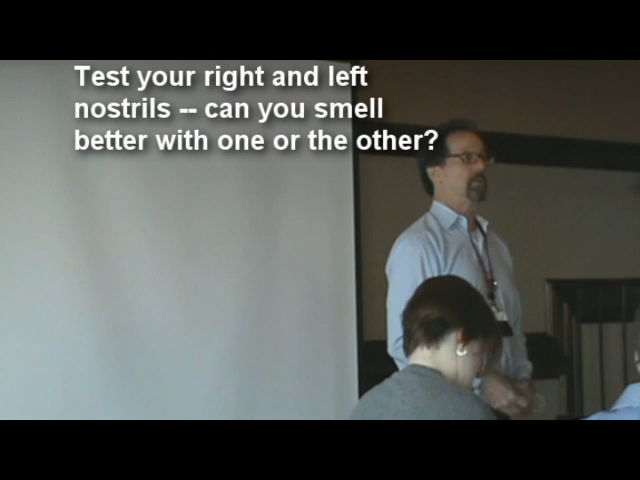 Test your right and left
nostrils -- can you smell
better with one or the other?